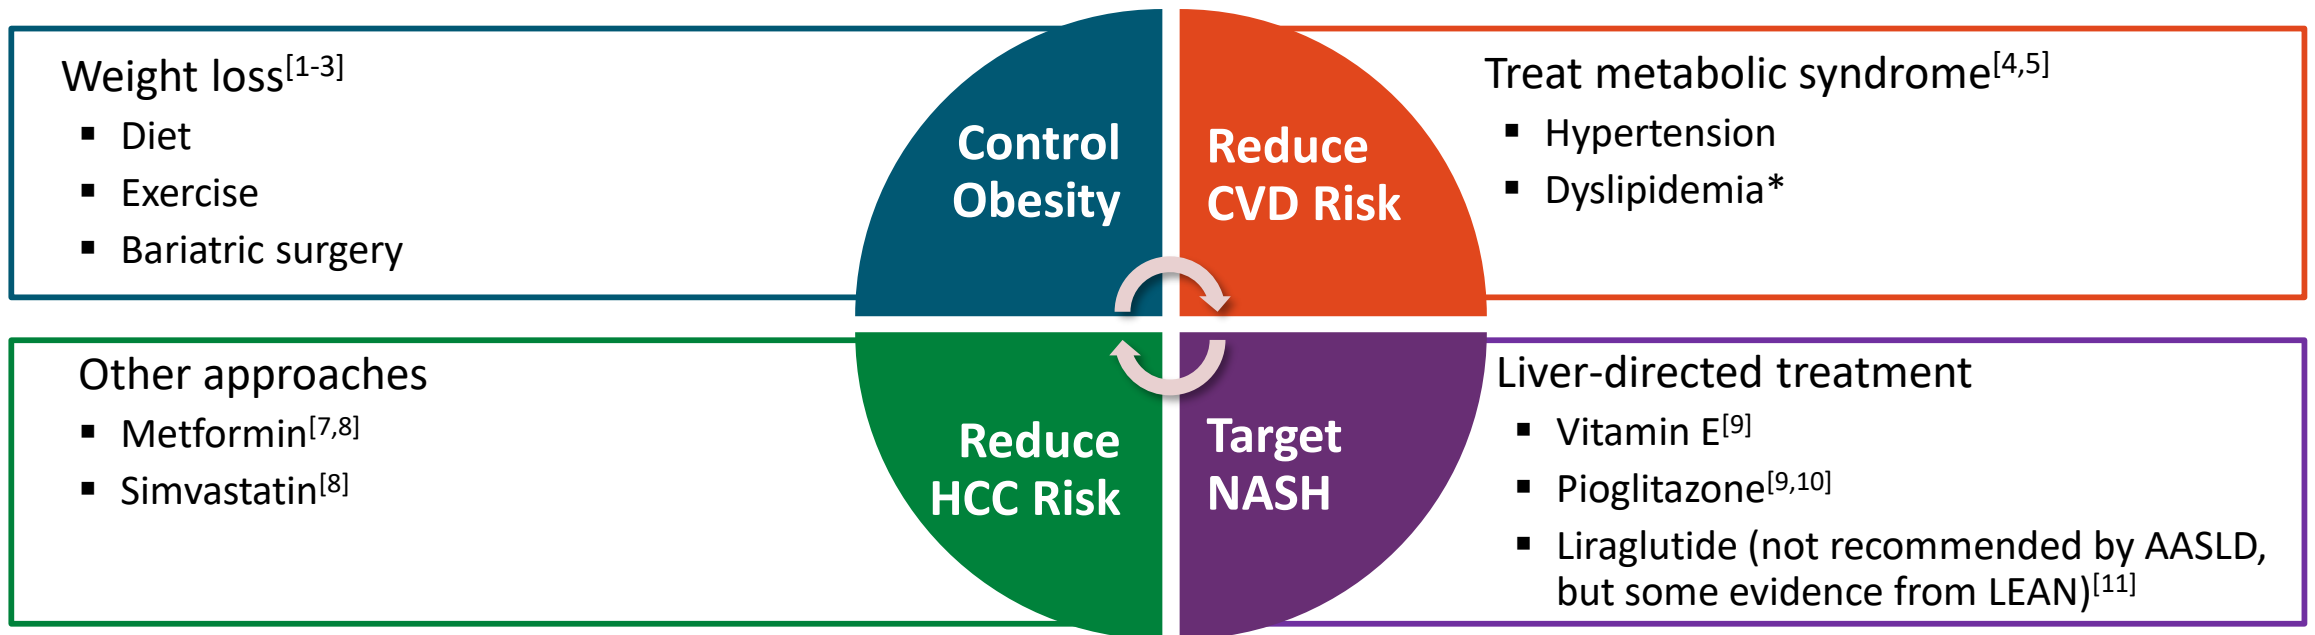 Weight loss[1-3]
▪ Diet
▪ Exercise
▪ Bariatric surgery
Control
Obesity
Reduce
CVD Risk
Treat metabolic syndrome[4,5]
▪ Hypertension
▪ Dyslipidemia*
Other approaches
▪ Metformin[7,8]
▪ Simvastatin[8]
Reduce
HCC Risk
Target
NASH
Liver-directed treatment
▪ Vitamin E[9]
▪ Pioglitazone[9,10]
▪ Liraglutide (not recommended by AASLD,
but some evidence from LEAN)[11]